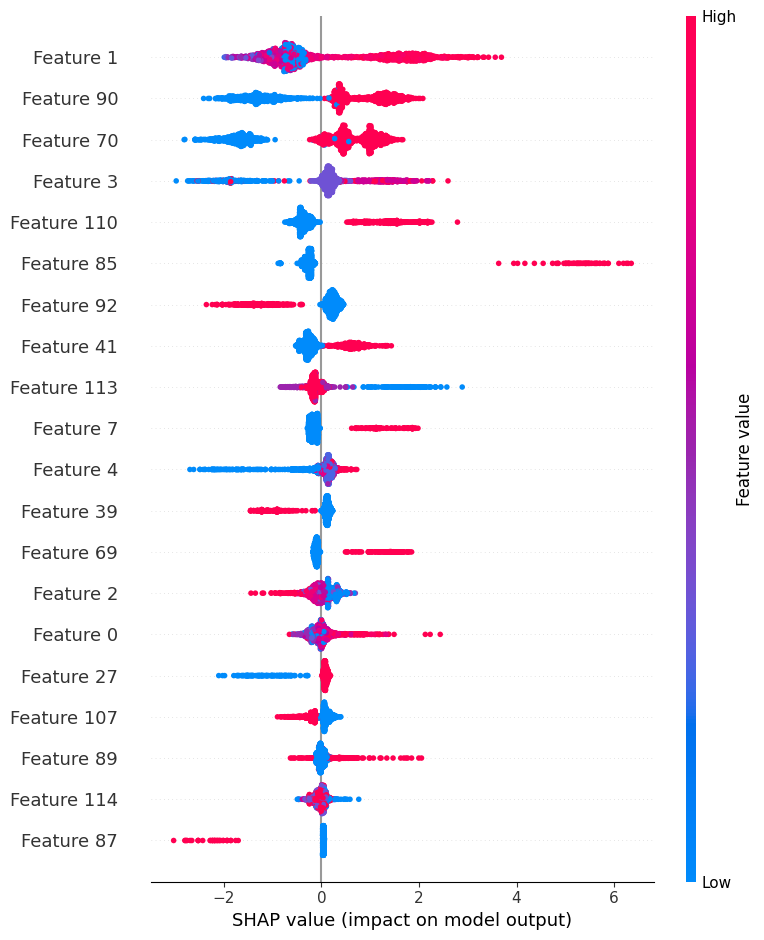 High
Feature 1
Feature 90
Feature 70
Feature 3
Feature 110
Feature 85
Feature 92
Feature 41
Feature 113
Feature 7
Feature 4
Feature 39
Feature 69
Feature 2
Feature 0
Feature 27
Feature 107
Feature 89
Feature 114
Feature 87
Feature value
Low
−2 0 2 4 6
SHAP value (impact on model output)